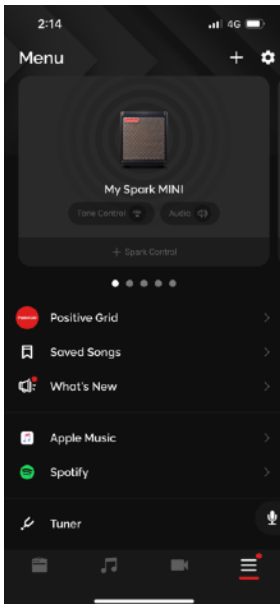 2:14
4G
Menu
My Spark MINI
Tone Control
Audio
+ Spark Control
Positive Grid
Saved Songs
What's New
Apple Music
Spotify
Tuner